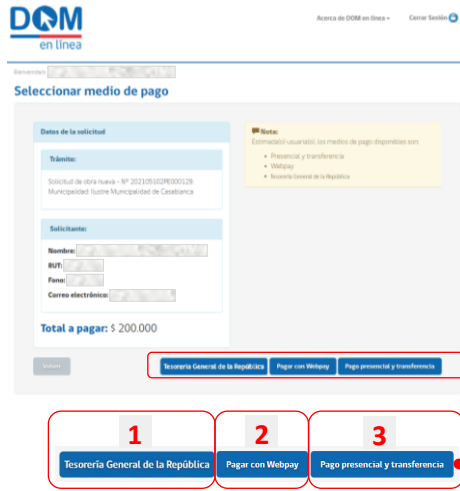 DOM
en línea
Acerca de DOM en línea
Cerrar Sesión
Bienvenido
Seleccionar medio de pago
Datos de la solicitud
Trámite:
Solicitud de obra nueva - N° 202105102PE000129.
Municipalidad: Ilustre Municipalidad de Casablanca
Nota:
Estimado(a) usuario(a), los medios de pago disponibles son:
Presencial y transferencia
Webpay
Tesorería General de la República
Solicitante:
Nombre:
RUT:
Fono:
Correo electrónico:
Total a pagar: $ 200.000
Volver
Tesorería General de la República
Pagar con Webpay
Pago presencial y transferencia
1
2
3
Tesorería General de la República
Pagar con Webpay
Pago presencial y transferencia